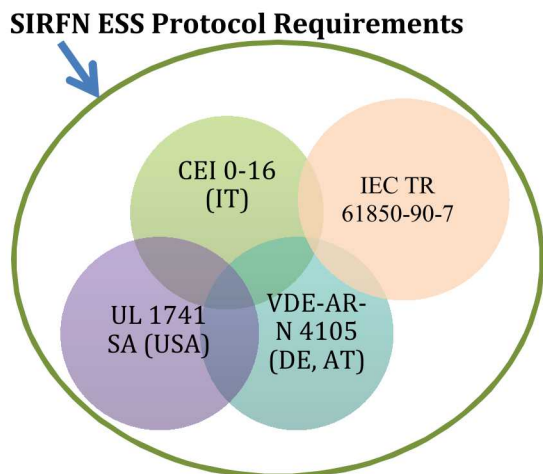 SIRFN ESS Protocol Requirements
CEI 0-16
(IT)
IEC TR
61850-90-7
UL 1741
SA (USA)
VDE-AR-
N 4105
(DE, AT)